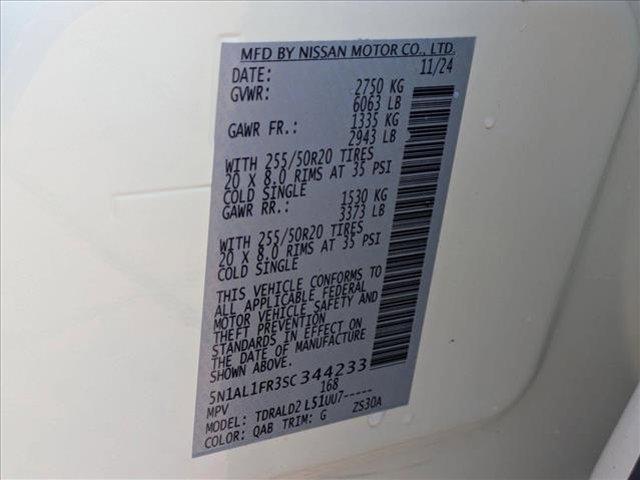 MFD BY NISSAN MOTOR CO., LTD.
DATE: 11/24
GVWR: 2750 KG
6063 LB
GAWR FR.: 1335 KG
2943 LB
WITH 255/50R20 TIRES
20 X 8.0 RIMS AT 35 PSI
COLD SINGLE
GAWR RR.: 1530 KG
3373 LB
WITH 255/50R20 TIRES
20 X 8.0 RIMS AT 35 PSI
COLD SINGLE
THIS VEHICLE CONFORMS TO
ALL APPLICABLE FEDERAL
MOTOR VEHICLE SAFETY AND
THEFT PREVENTION
STANDARDS IN EFFECT ON
THE DATE OF MANUFACTURE
SHOWN ABOVE.
5N1AL1FR3SC344233
MPV 168
MODEL: TDRALD2 L51UU7-----
COLOR: QAB TRIM: G ZS30A